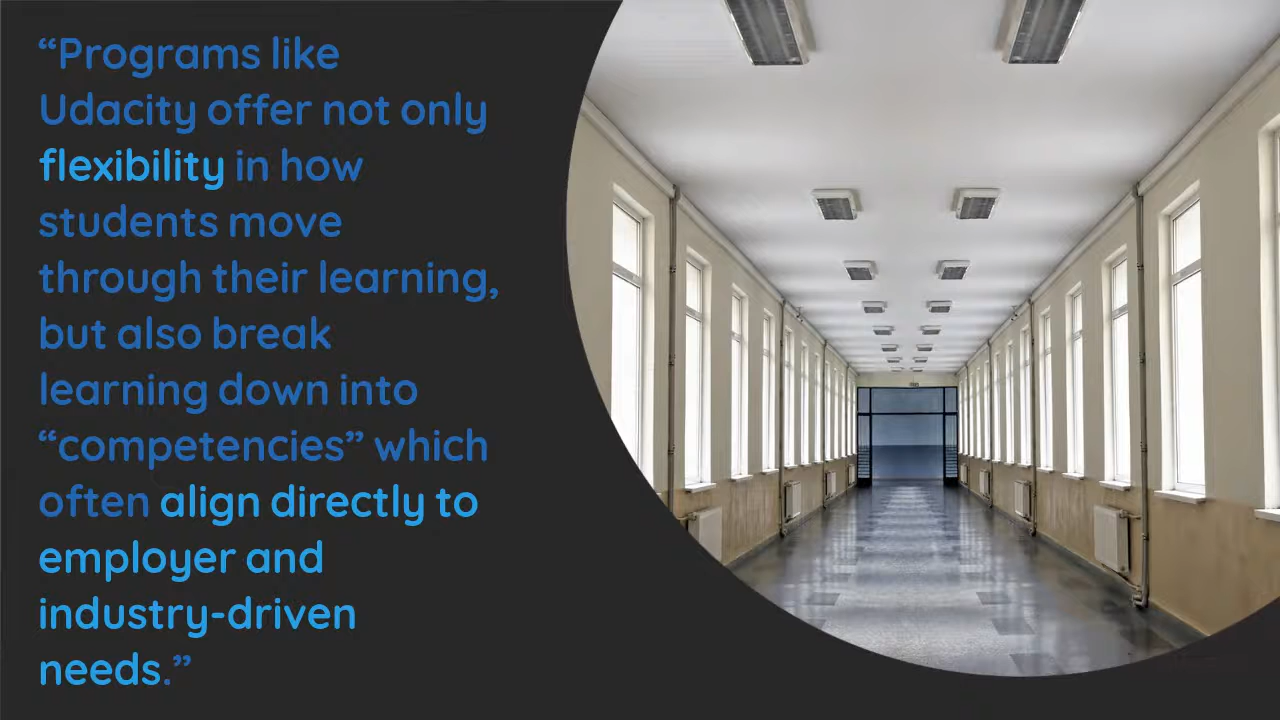 “Programs like
Udacity offer not only
flexibility in how
students move
through their learning,
but also break
learning down into
“competencies” which
often align directly to
employer and
industry-driven
needs.”